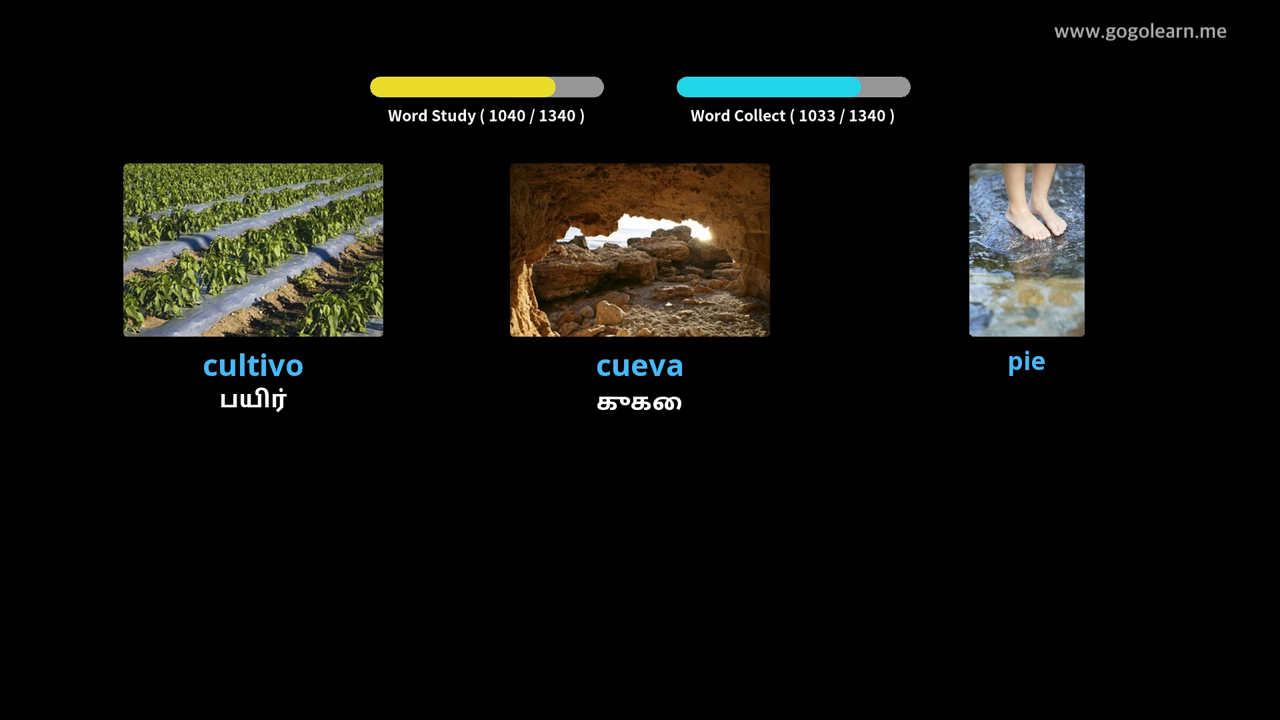 www.gogolearn.me
Word Study ( 1040 / 1340 )
Word Collect ( 1033 / 1340 )
cultivo
பயிர்
cueva
குகை
pie